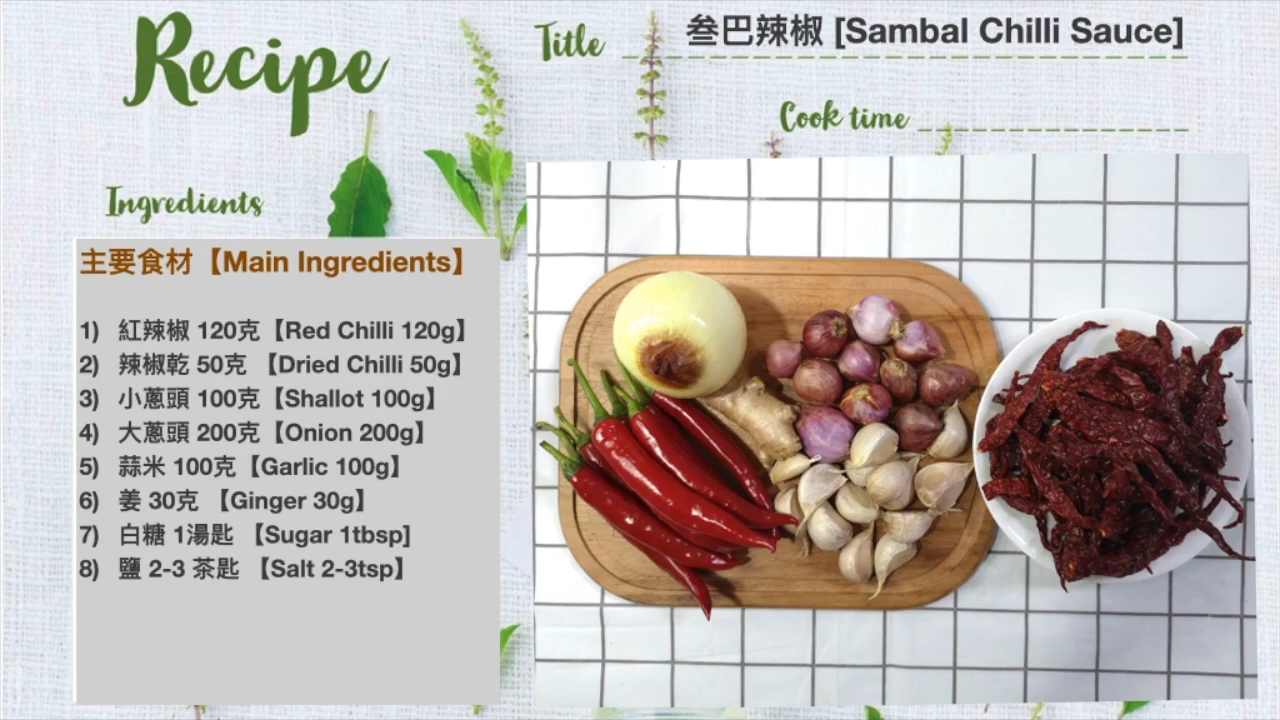 Recipe
Title 叁巴辣椒 [Sambal Chilli Sauce]
Cook time
Ingredients
主要食材【Main Ingredients】
1) 紅辣椒 120克【Red Chilli 120g】
2) 辣椒乾 50克 【Dried Chilli 50g】
3) 小蔥頭 100克【Shallot 100g】
4) 大蔥頭 200克【Onion 200g】
5) 蒜米 100克【Garlic 100g】
6) 姜 30克 【Ginger 30g】
7) 白糖 1湯匙 【Sugar 1tbsp]
8) 鹽 2-3 茶匙 【Salt 2-3tsp】